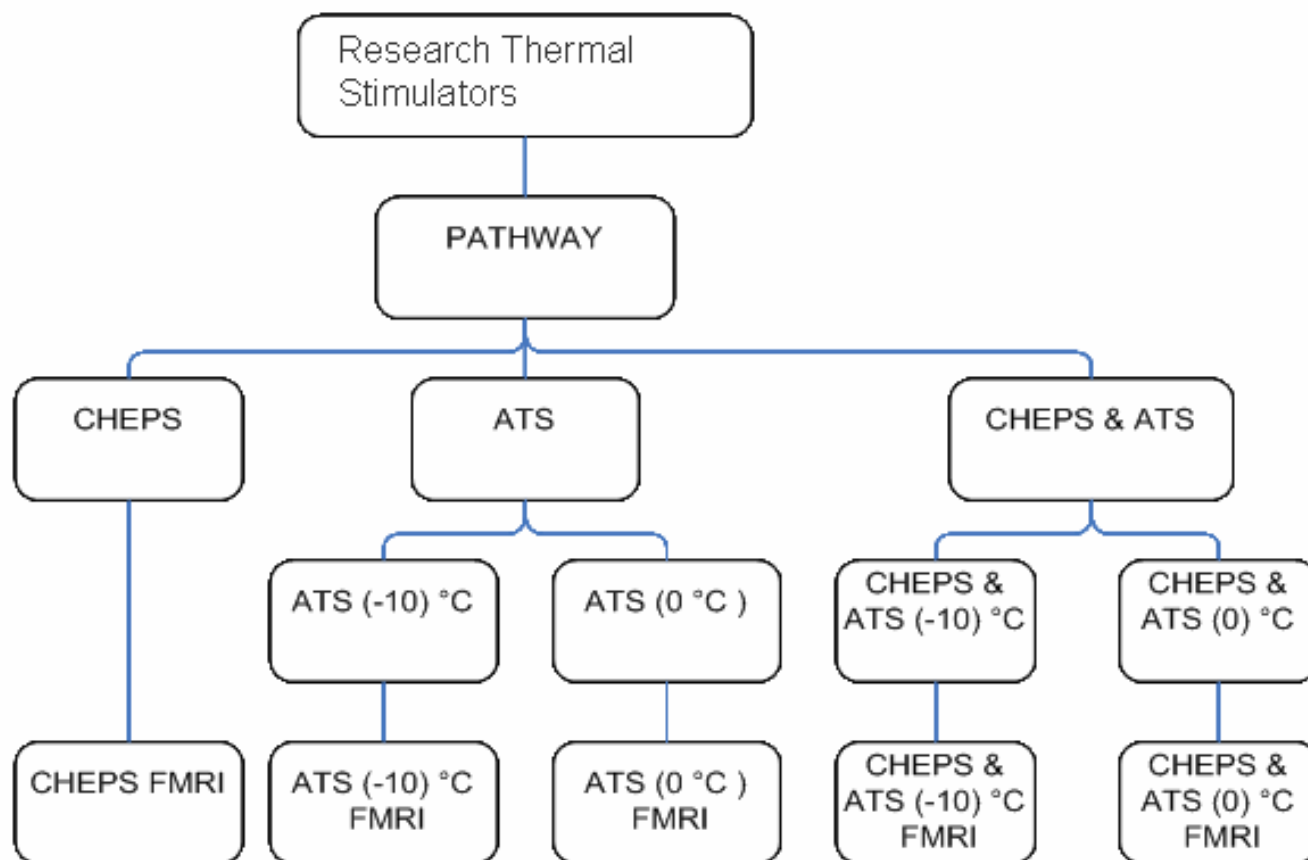 Research Thermal
Stimulators
PATHWAY
CHEPS
ATS
CHEPS & ATS
ATS (-10) °C
ATS (0 °C )
CHEPS &
ATS (-10) °C
CHEPS &
ATS (0) °C
CHEPS FMRI
ATS (-10) °C
FMRI
ATS (0 °C )
FMRI
CHEPS &
ATS (-10) °C
FMRI
CHEPS &
ATS (0) °C
FMRI